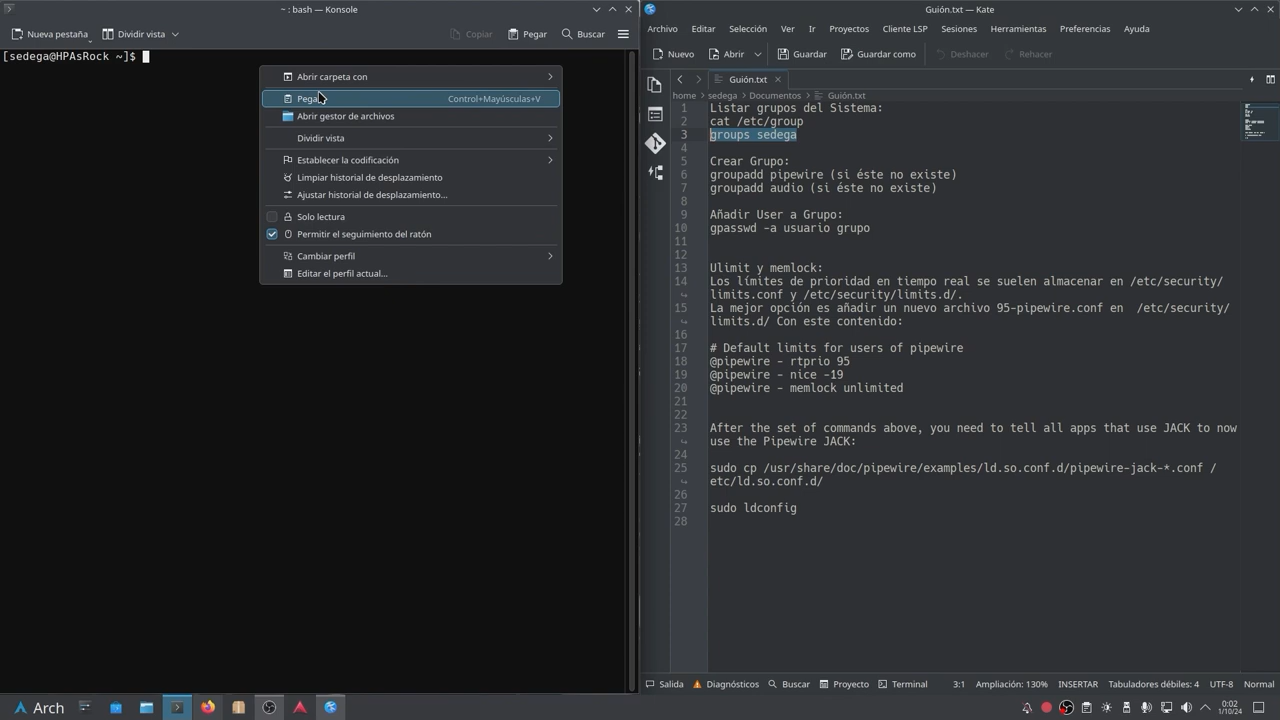 ~ : bash — Konsole
Nueva pestaña
Dividir vista
Copiar
Pegar
Buscar
[sedega@HPAsRock ~]$
Abrir carpeta con
Control+Mayúsculas+V
Abrir gestor de archivos
Dividir vista
Establecer la codificación
Limpiar historial de desplazamiento
Ajustar historial de desplazamiento...
Solo lectura
Permitir el seguimiento del ratón
Cambiar perfil
Editar el perfil actual...
Guión.txt — Kate
Archivo Editar Selección Ver Ir Proyectos Cliente LSP Sesiones Herramientas Preferencias Ayuda
Nuevo Abrir Guardar Guardar como Deshacer Rehacer
Guión.txt
home > sedega > Documentos > Guión.txt
1 Listar grupos del Sistema:
2 cat /etc/group
3 groups sedega
4
5 Crear Grupo:
6 groupadd pipewire (si éste no existe)
7 groupadd audio (si éste no existe)
8
9 Añadir User a Grupo:
10 gpasswd -a usuario grupo
11
12
13 Ulimit y memlock:
14 Los límites de prioridad en tiempo real se suelen almacenar en /etc/security/
limits.conf y /etc/security/limits.d/.
15 La mejor opción es añadir un nuevo archivo 95-pipewire.conf en  /etc/security/
limits.d/ Con este contenido:
16
17 # Default limits for users of pipewire
18 @pipewire - rtprio 95
19 @pipewire - nice -19
20 @pipewire - memlock unlimited
21
22
23 After the set of commands above, you need to tell all apps that use JACK to now
use the Pipewire JACK:
24
25 sudo cp /usr/share/doc/pipewire/examples/ld.so.conf.d/pipewire-jack-*.conf /
etc/ld.so.conf.d/
26
27 sudo ldconfig
28
Salida Diagnósticos Buscar Proyecto Terminal 3:1 Ampliación: 130% INSERTAR Tabuladores débiles: 4 UTF-8 Normal
Arch
0:02
1/10/24